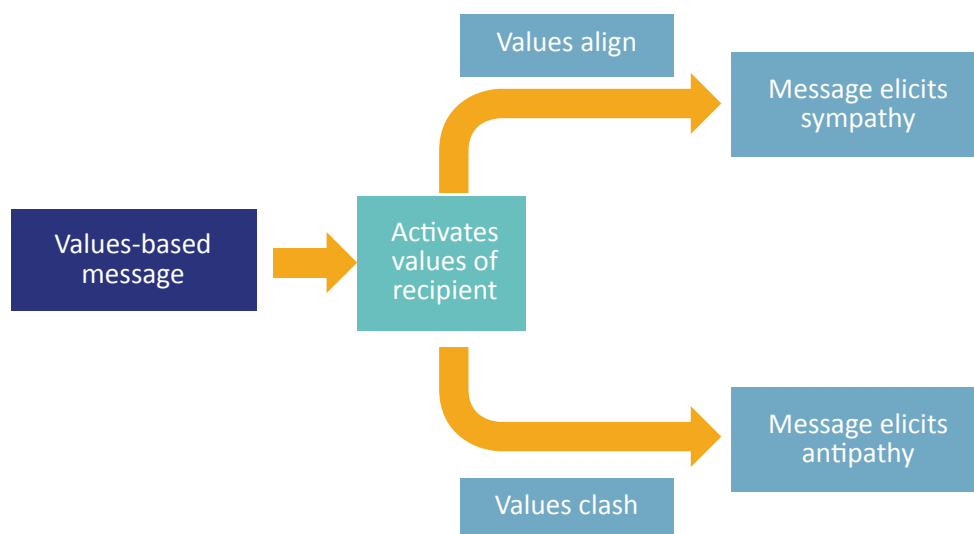 Values align
Message elicits
sympathy
Values-based
message
Activates
values of
recipient
Message elicits
antipathy
Values clash